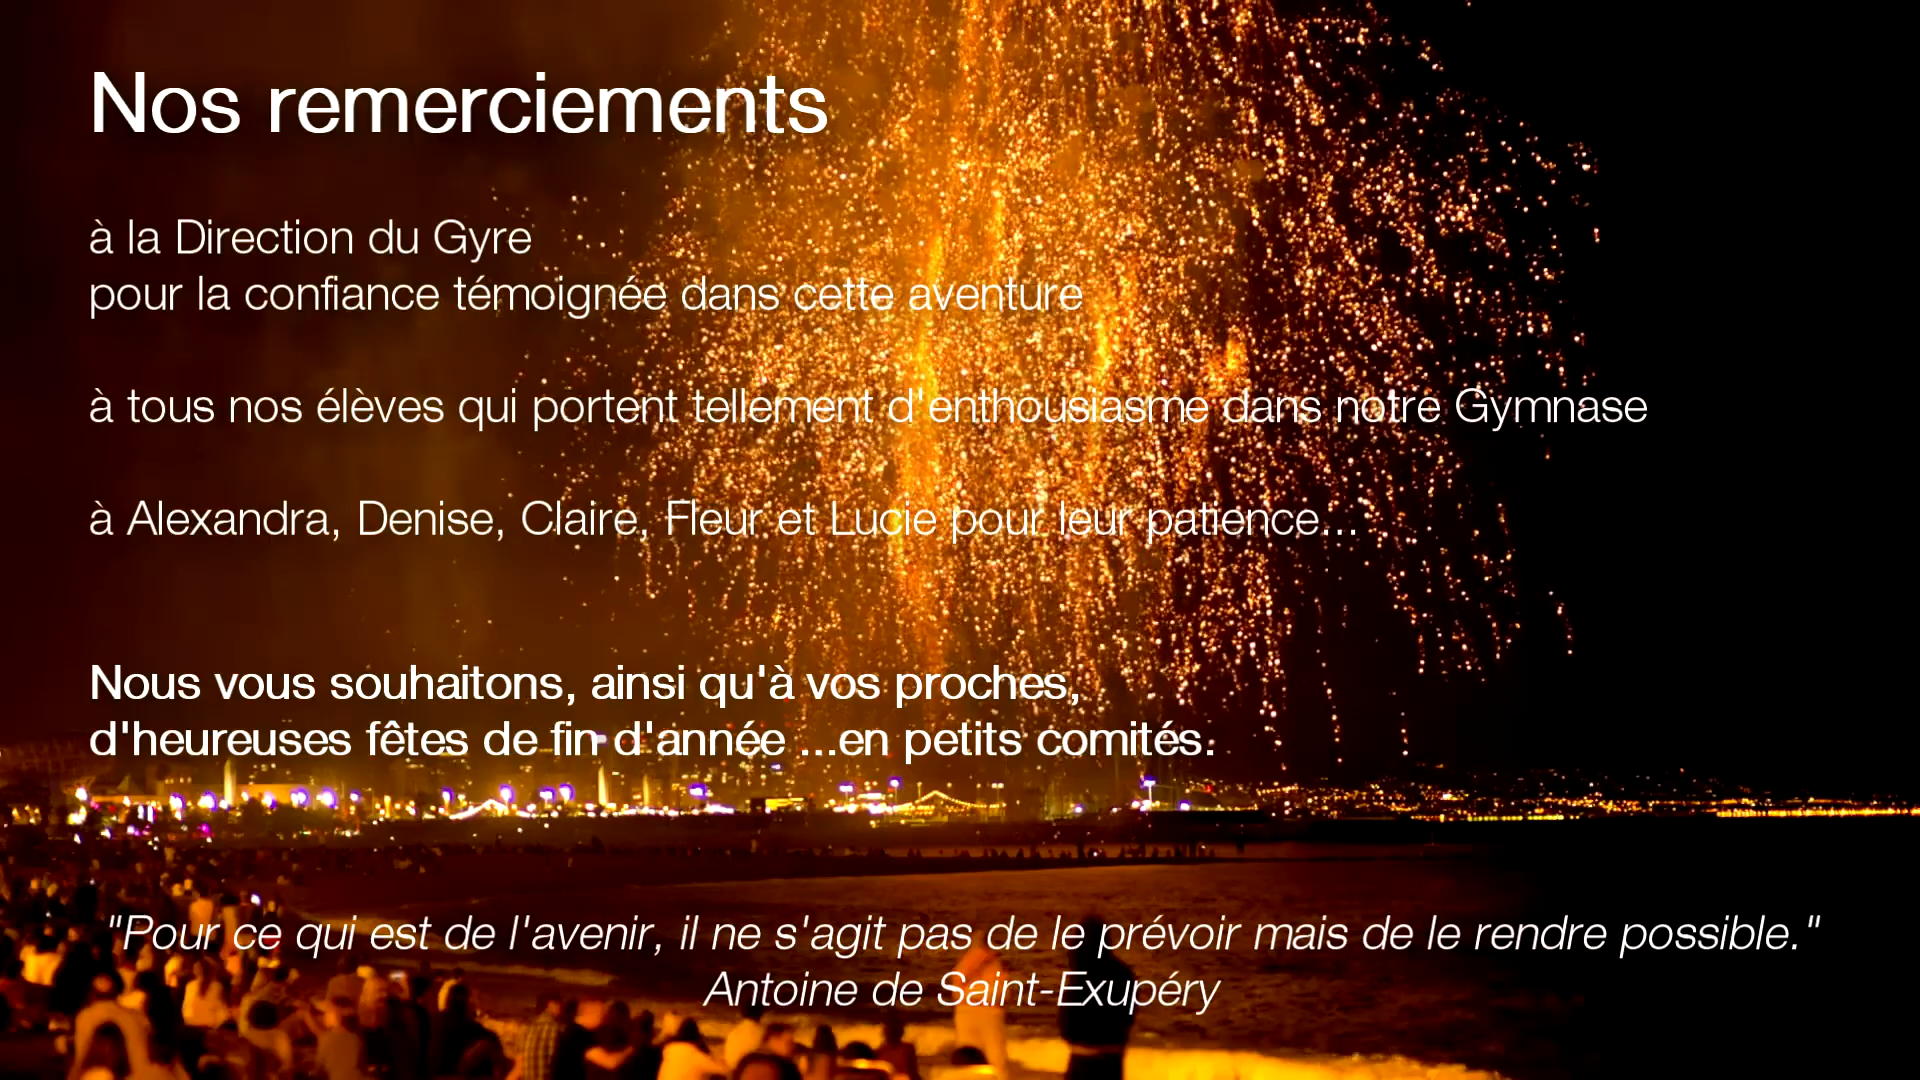 Nos remerciements
à la Direction du Gyre
pour la confiance témoignée dans cette aventure
à tous nos élèves qui portent tellement d'enthousiasme dans notre Gymnase
à Alexandra, Denise, Claire, Fleur et Lucie pour leur patience...
Nous vous souhaitons, ainsi qu'à vos proches,
d'heureuses fêtes de fin d'année ...en petits comités.
"Pour ce qui est de l'avenir, il ne s'agit pas de le prévoir mais de le rendre possible."
Antoine de Saint-Exupéry